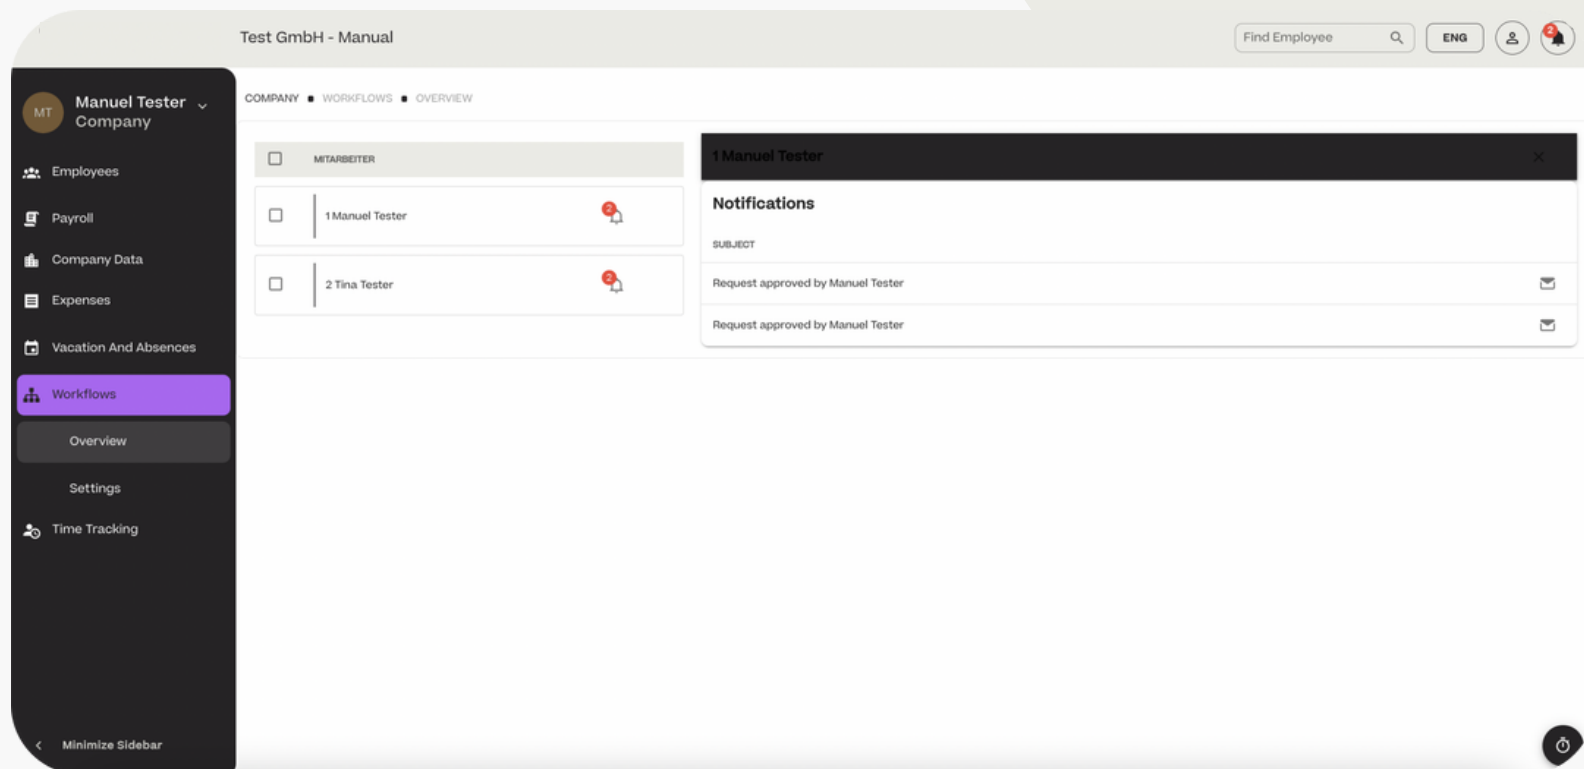 Test GmbH - Manual
Find Employee
ENG
2
MT
Manuel Tester
Company
Employees
Payroll
Company Data
Expenses
Vacation And Absences
Workflows
Overview
Settings
Time Tracking
Minimize Sidebar
COMPANY ■ WORKFLOWS ■ OVERVIEW
MITARBEITER
1 Manuel Tester
2
2 Tina Tester
2
1 Manuel Tester
Notifications
SUBJECT
Request approved by Manuel Tester
Request approved by Manuel Tester